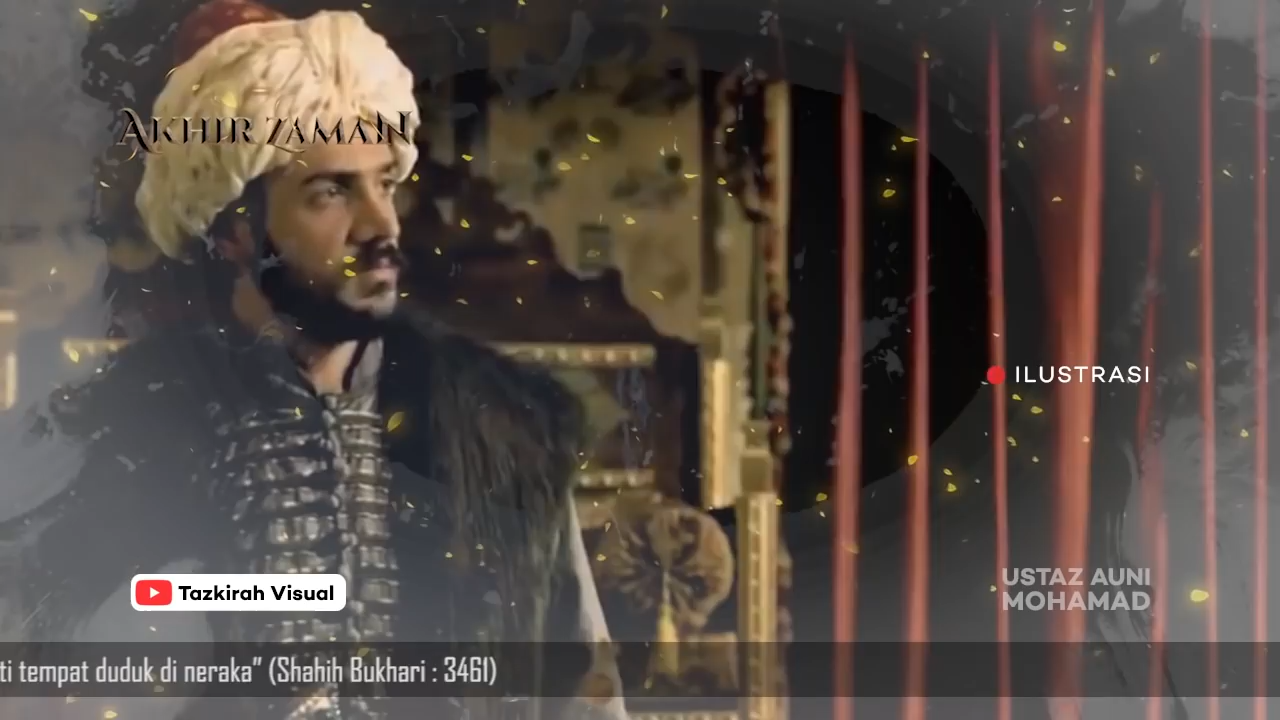 AKHIR ZAMAN
ILUSTRASI
USTAZ AUNI
MOHAMAD
Tazkirah Visual
ti tempat duduk di neraka” (Shahih Bukhari : 3461)